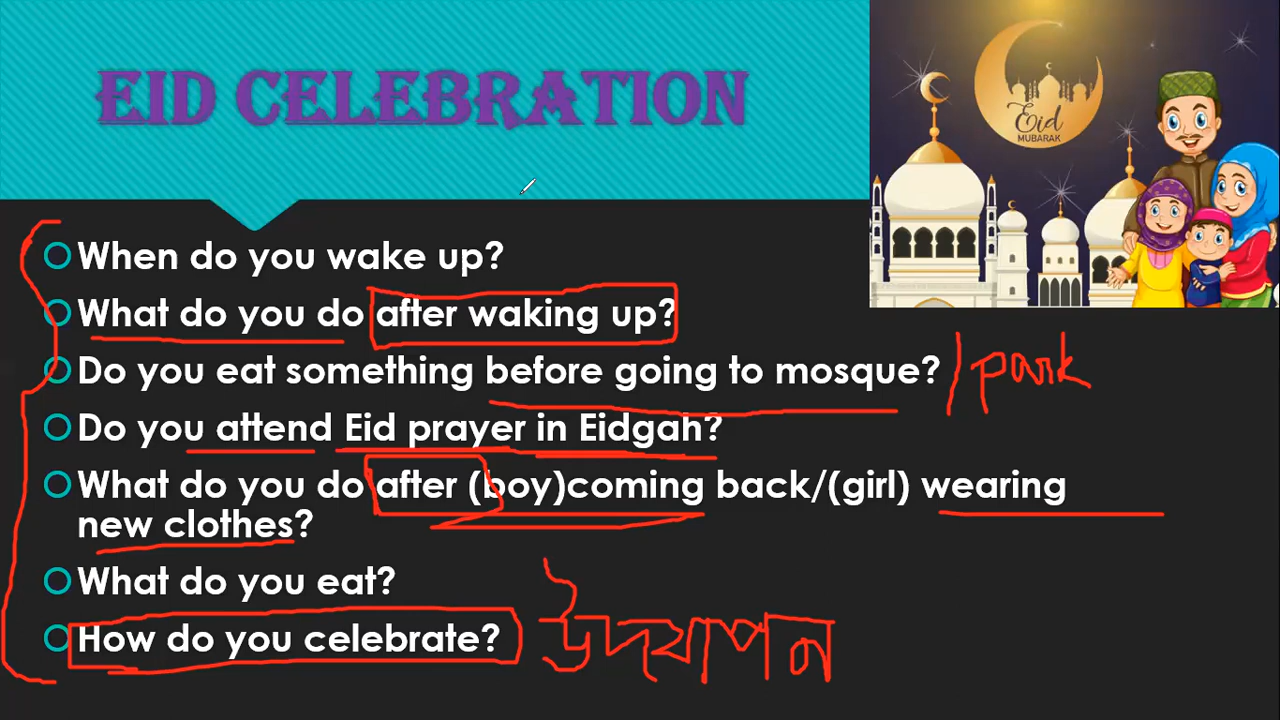 EID CELEBRATION
Eid
MUBARAK
When do you wake up?
What do you do after waking up?
Do you eat something before going to mosque? / park
Do you attend Eid prayer in Eidgah?
What do you do after (boy)coming back/(girl) wearing
new clothes?
What do you eat?
How do you celebrate? উদযাপন